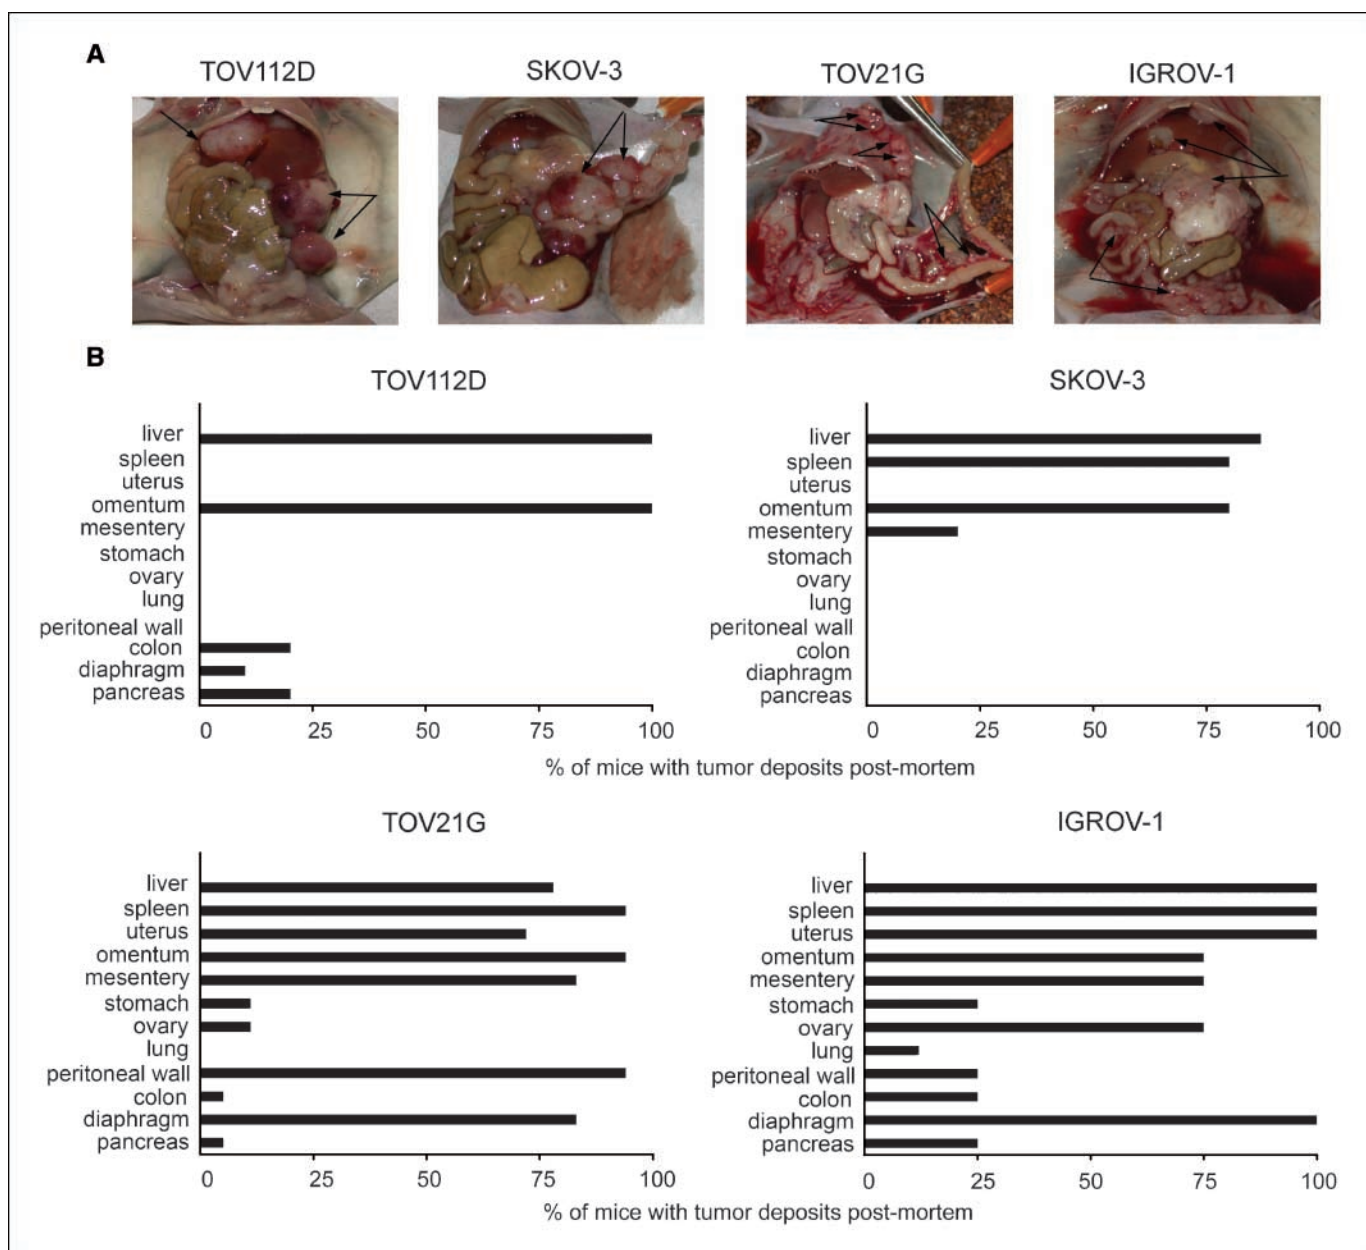 A
TOV112D SKOV-3 TOV21G IGROV-1
B
TOV112D
liver
spleen
uterus
omentum
mesentery
stomach
ovary
lung
peritoneal wall
colon
diaphragm
pancreas
0 25 50 75 100
SKOV-3
liver
spleen
uterus
omentum
mesentery
stomach
ovary
lung
peritoneal wall
colon
diaphragm
pancreas
0 25 50 75 100
% of mice with tumor deposits post-mortem
TOV21G
liver
spleen
uterus
omentum
mesentery
stomach
ovary
lung
peritoneal wall
colon
diaphragm
pancreas
0 25 50 75 100
IGROV-1
liver
spleen
uterus
omentum
mesentery
stomach
ovary
lung
peritoneal wall
colon
diaphragm
pancreas
0 25 50 75 100
% of mice with tumor deposits post-mortem